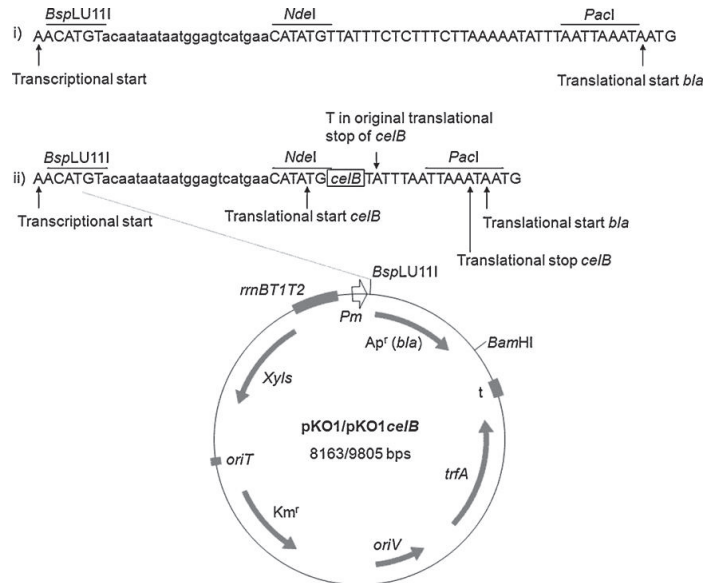 BspLU11I NdeI PacI
i) AACATGTacaataataatggagtcatgaaCATATGTTATTTCTCTTTCTTAAAAATATTTAATTAAATAATG
Transcriptional start Translational start bla
T in original translational
stop of celB
BspLU11I NdeI PacI
ii) AACATGTacaataataatggagtcatgaaCATATG celB TATTTAATTAAATAATG
Transcriptional start Translational start celB Translational start bla
Translational stop celB
BspLU11I
rrnBT1T2
Pm
Apr (bla)
BamHI
Xyls
t
pKO1/pKO1celB
8163/9805 bps
oriT
trfA
Kmr
oriV